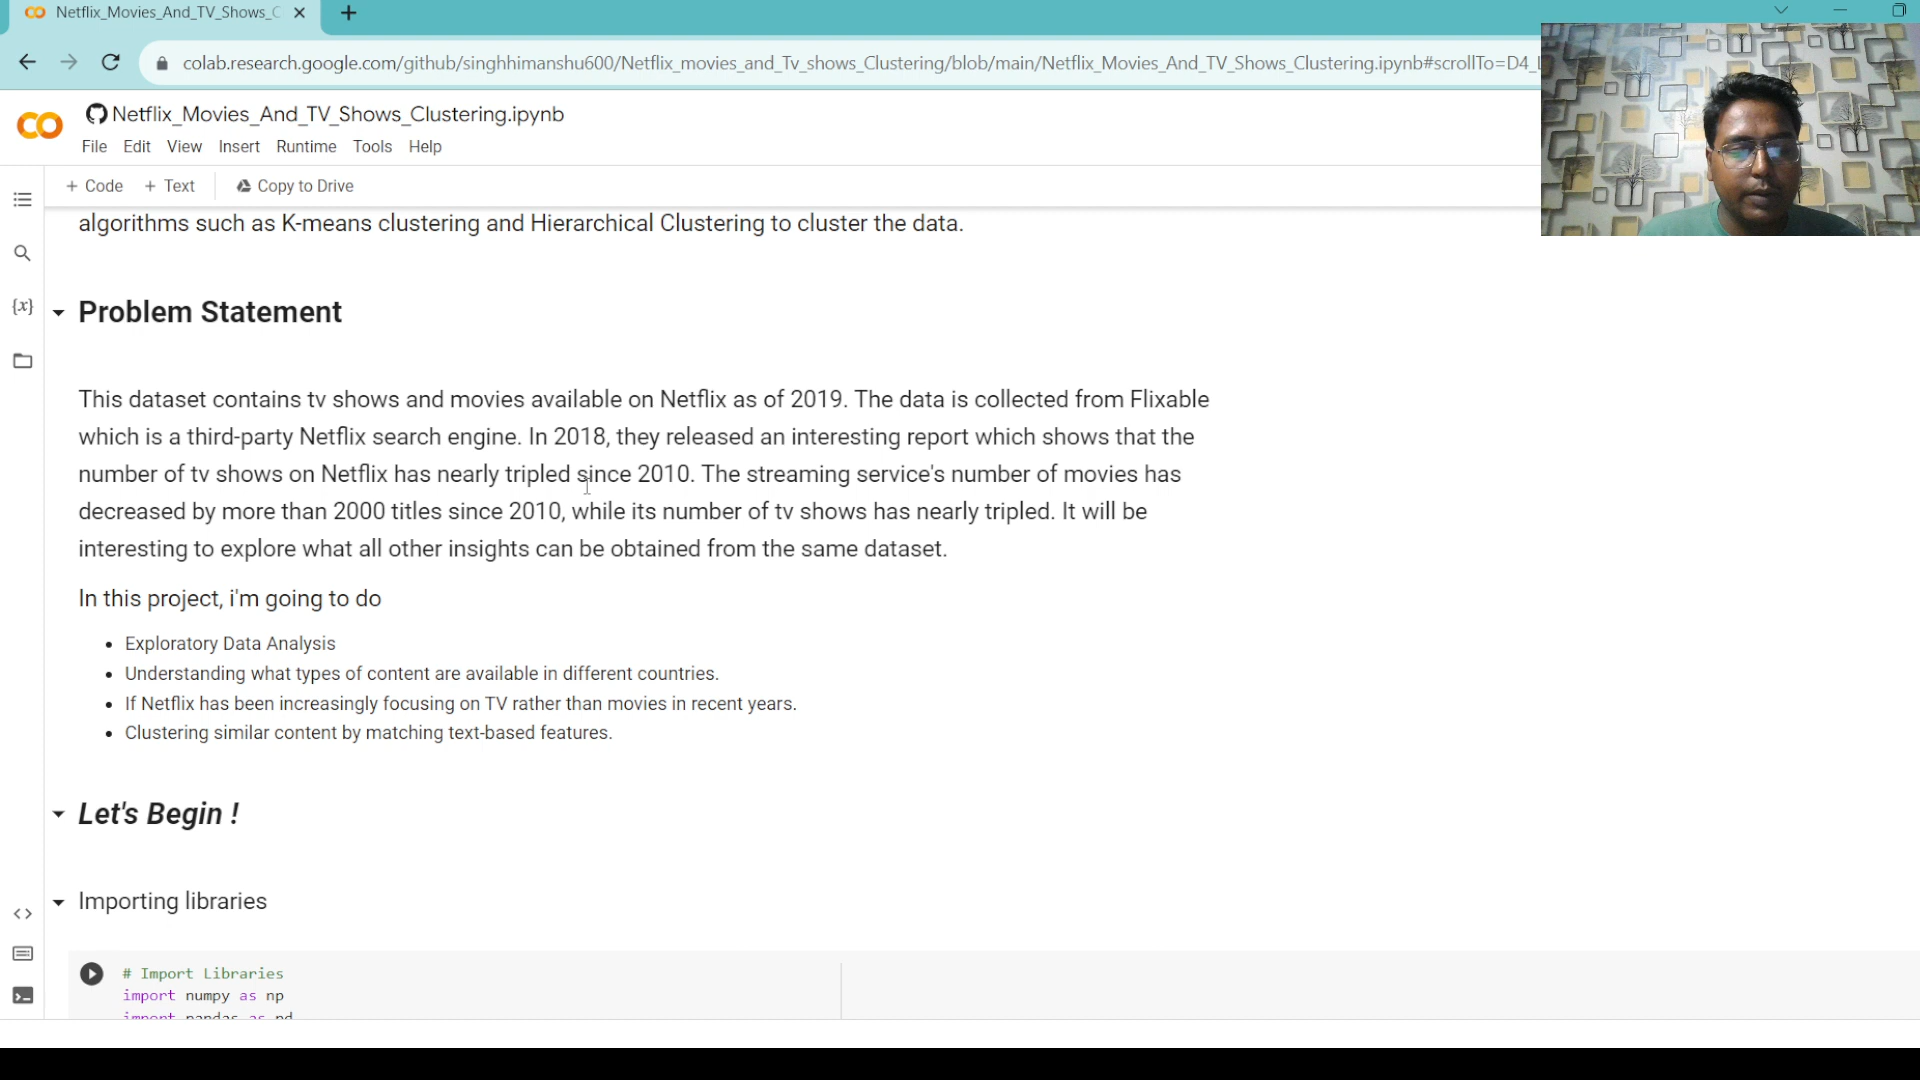 Netflix_Movies_And_TV_Shows_C
colab.research.google.com/github/singhhimanshu600/Netflix_movies_and_Tv_shows_Clustering/blob/main/Netflix_Movies_And_TV_Shows_Clustering.ipynb#scrollTo=D4_
Netflix_Movies_And_TV_Shows_Clustering.ipynb
File Edit View Insert Runtime Tools Help
+ Code + Text Copy to Drive
algorithms such as K-means clustering and Hierarchical Clustering to cluster the data.
{x}
Problem Statement
This dataset contains tv shows and movies available on Netflix as of 2019. The data is collected from Flixable
which is a third-party Netflix search engine. In 2018, they released an interesting report which shows that the
number of tv shows on Netflix has nearly tripled since 2010. The streaming service's number of movies has
decreased by more than 2000 titles since 2010, while its number of tv shows has nearly tripled. It will be
interesting to explore what all other insights can be obtained from the same dataset.
In this project, i'm going to do
• Exploratory Data Analysis
• Understanding what types of content are available in different countries.
• If Netflix has been increasingly focusing on TV rather than movies in recent years.
• Clustering similar content by matching text-based features.
Let's Begin !
Importing libraries
# Import Libraries
import numpy as np
import pandas as pd